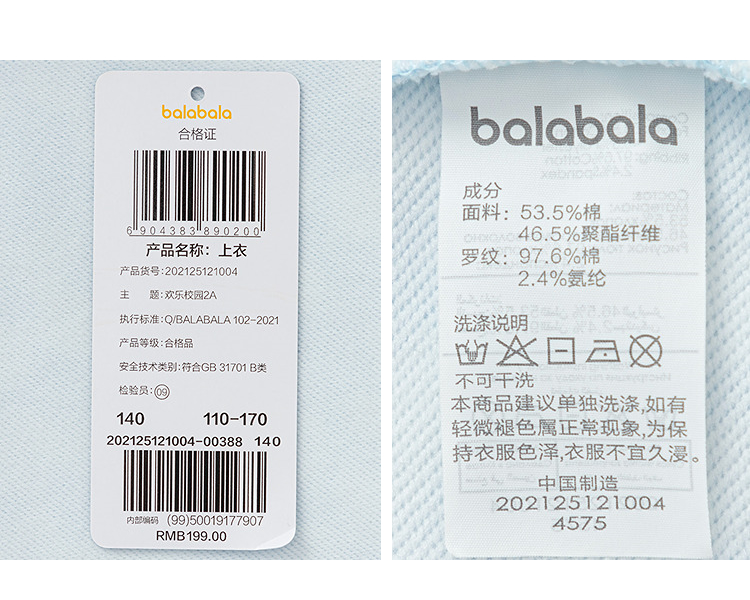 balabala
合格证
6904383890200
产品名称：上衣
产品货号：202125121004
主　题：欢乐校园2A
执行标准：Q/BALABALA 102-2021
产品等级：合格品
安全技术类别：符合GB 31701 B类
检验员：09
140 110-170
202125121004-00388 140
内部编码 (99)50019177907
RMB199.00
balabala
成分
面料：53.5%棉
46.5%聚酯纤维
罗纹：97.6%棉
2.4%氨纶
洗涤说明
不可干洗
本商品建议单独洗涤,如有
轻微褪色属正常现象,为保
持衣服色泽,衣服不宜久浸。
中国制造
202125121004
4575